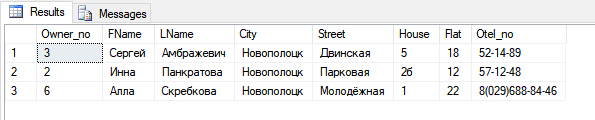 Results Messages
Owner_no FName LName City Street House Flat Otel_no
1 3 Сергей Амбражевич Новополоцк Двинская 5 18 52-14-89
2 2 Инна Панкратова Новополоцк Парковая 2б 12 57-12-48
3 6 Алла Скребкова Новополоцк Молодёжная 1 22 8(029)688-84-46